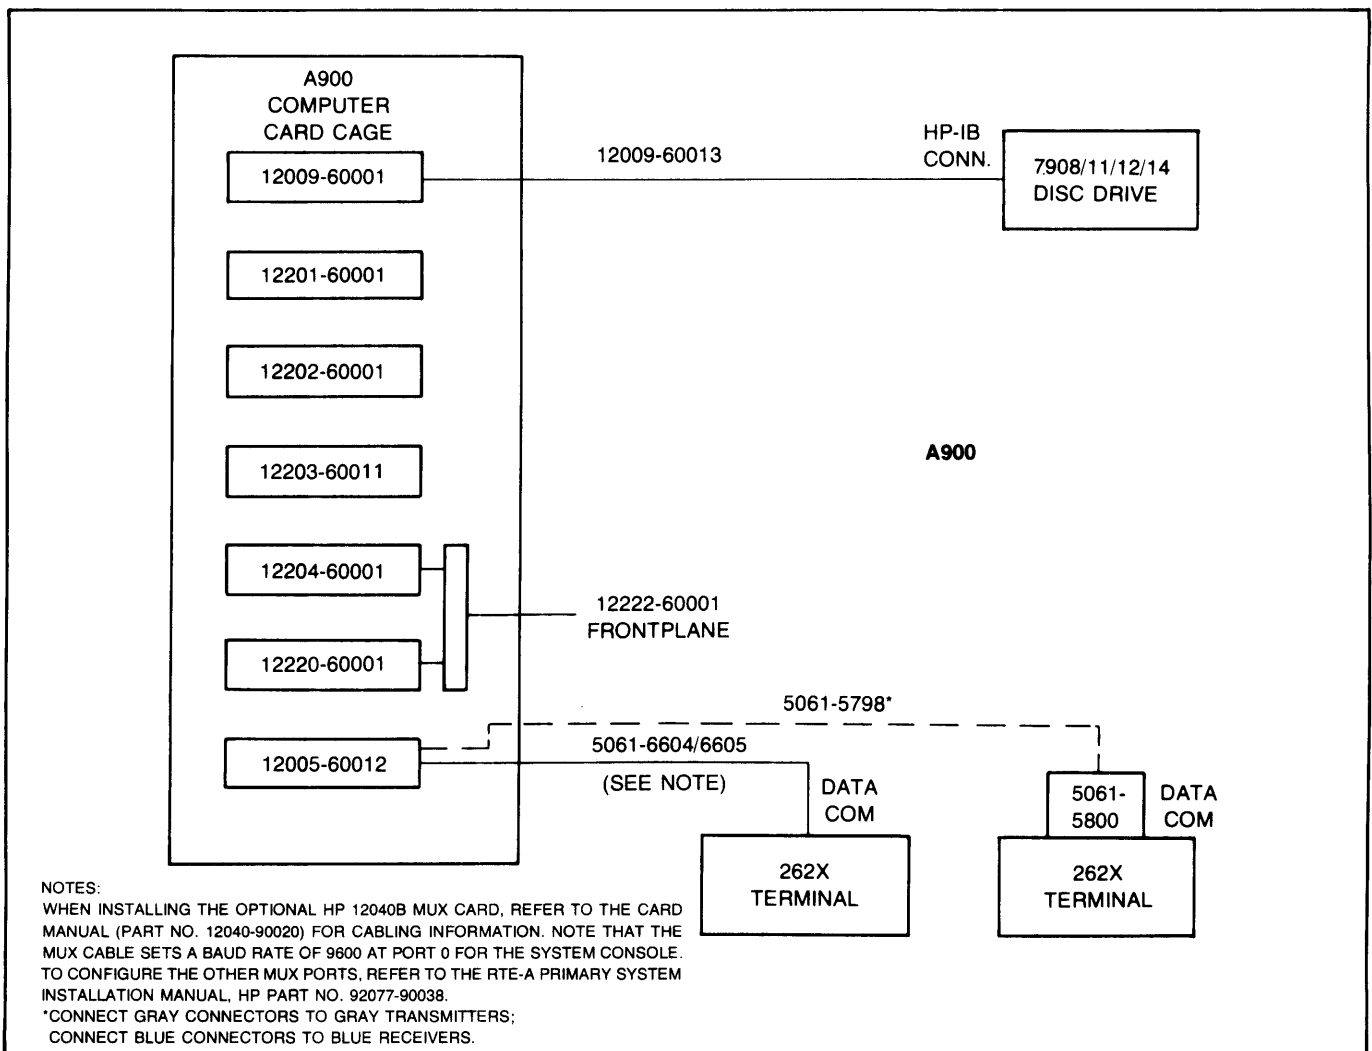 A900
COMPUTER
CARD CAGE
12009-60001
12009-60013
HP-IB
CONN.
7908/11/12/14
DISC DRIVE
12201-60001
12202-60001
A900
12203-60011
12204-60001
12222-60001
FRONTPLANE
12220-60001
5061-5798*
12005-60012
5061-6604/6605
(SEE NOTE)
DATA
COM
5061-
5800
DATA
COM
262X
TERMINAL
262X
TERMINAL
NOTES:
WHEN INSTALLING THE OPTIONAL HP 12040B MUX CARD, REFER TO THE CARD
MANUAL (PART NO. 12040-90020) FOR CABLING INFORMATION. NOTE THAT THE
MUX CABLE SETS A BAUD RATE OF 9600 AT PORT 0 FOR THE SYSTEM CONSOLE.
TO CONFIGURE THE OTHER MUX PORTS, REFER TO THE RTE-A PRIMARY SYSTEM
INSTALLATION MANUAL, HP PART NO. 92077-90038.
*CONNECT GRAY CONNECTORS TO GRAY TRANSMITTERS;
CONNECT BLUE CONNECTORS TO BLUE RECEIVERS.